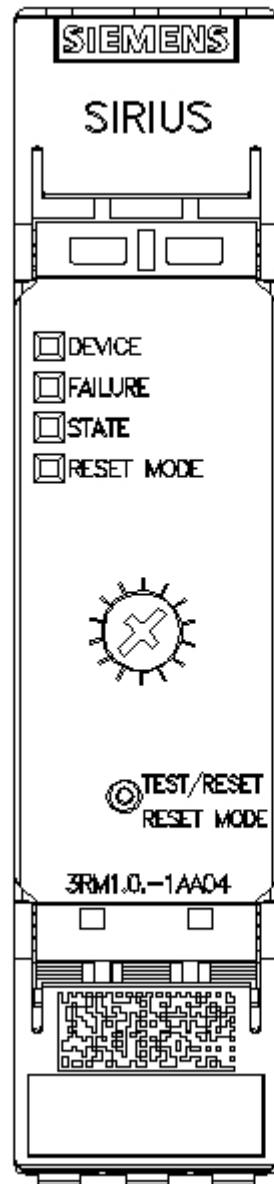 SIEMENS
SIRIUS
DEVICE
FAILURE
STATE
RESET MODE
TEST/RESET
RESET MODE
3RM1.0.-1AA04